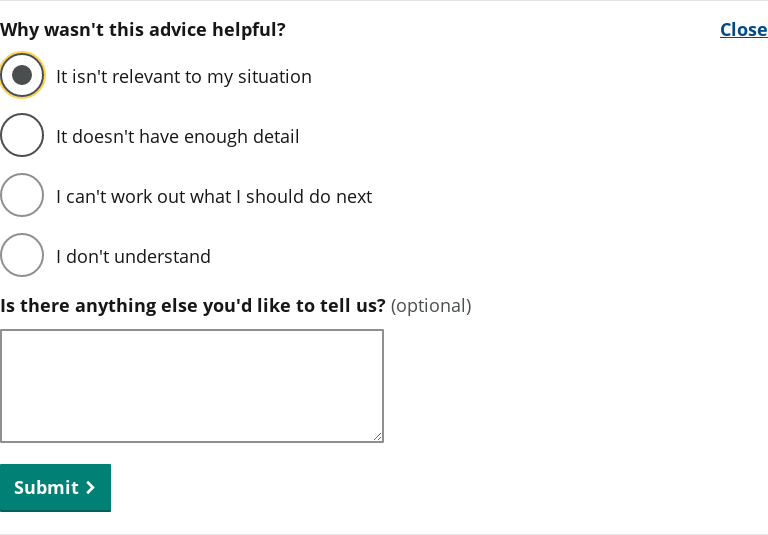 Why wasn't this advice helpful? Close
It isn't relevant to my situation
It doesn't have enough detail
I can't work out what I should do next
I don't understand
Is there anything else you'd like to tell us? (optional)
Submit